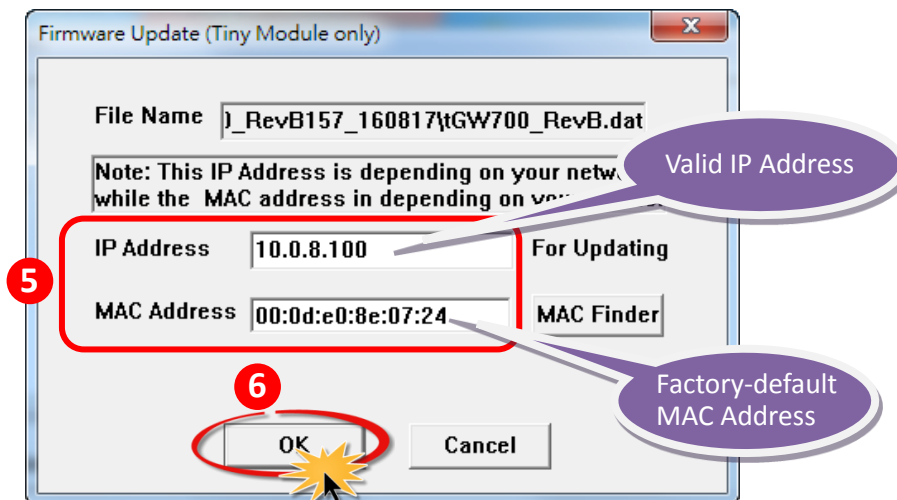 Firmware Update (Tiny Module only)
File Name
)_RevB157_160817\tGW700_RevB.dat
Note: This IP Address is depending on your netw
while the MAC address in depending on
Valid IP Address
5
IP Address
10.0.8.100
For Updating
MAC Address
00:0d:e0:8e:07:24
MAC Finder
Factory-default
MAC Address
6
OK
Cancel